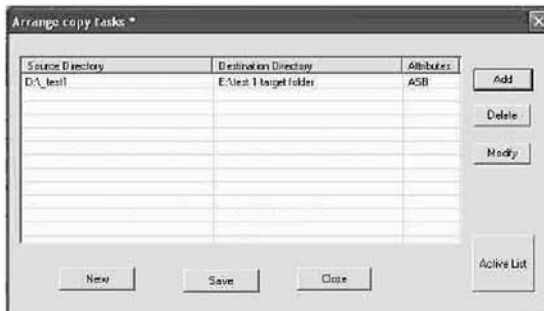 Arrange copy tasks *
Source Directory Destination Directory Attributes
D:\_test1 E:\test 1 target folder ASB
Add
Delete
Modify
Active List
New Save Close